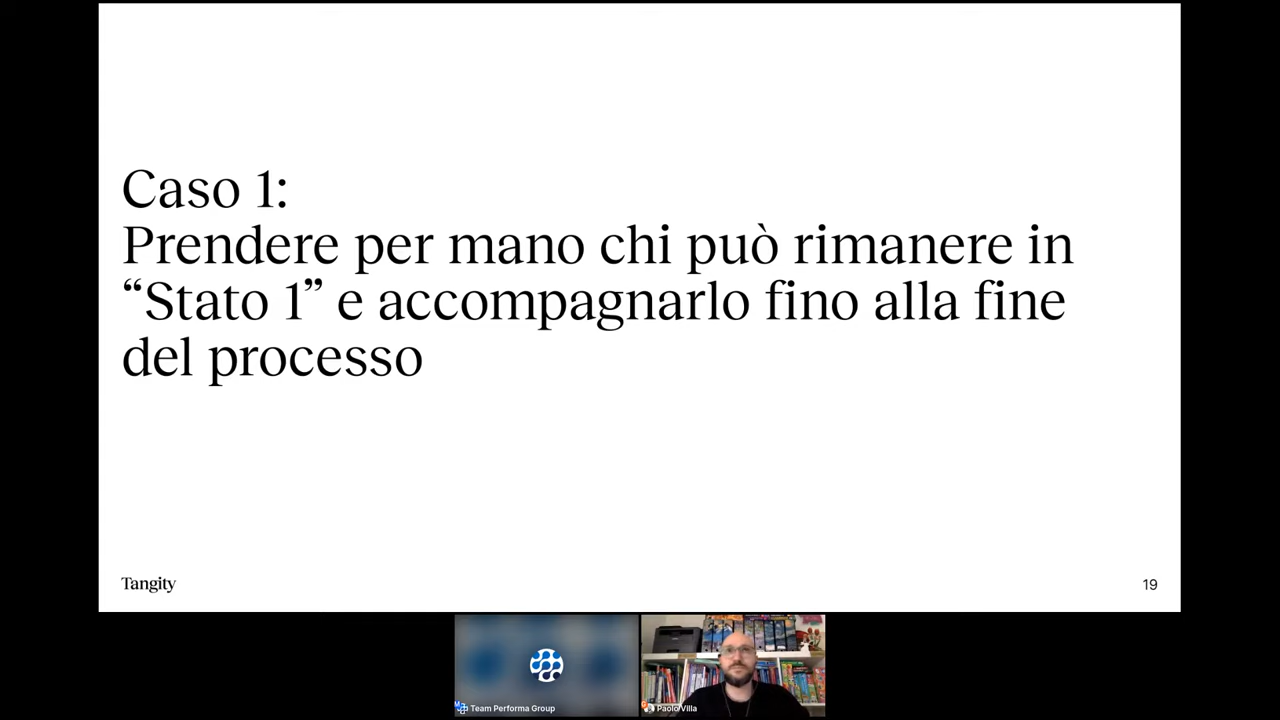 Caso 1:
Prendere per mano chi può rimanere in
“Stato 1” e accompagnarlo fino alla fine
del processo
Tangity
19
Team Performa Group
Paolo Villa